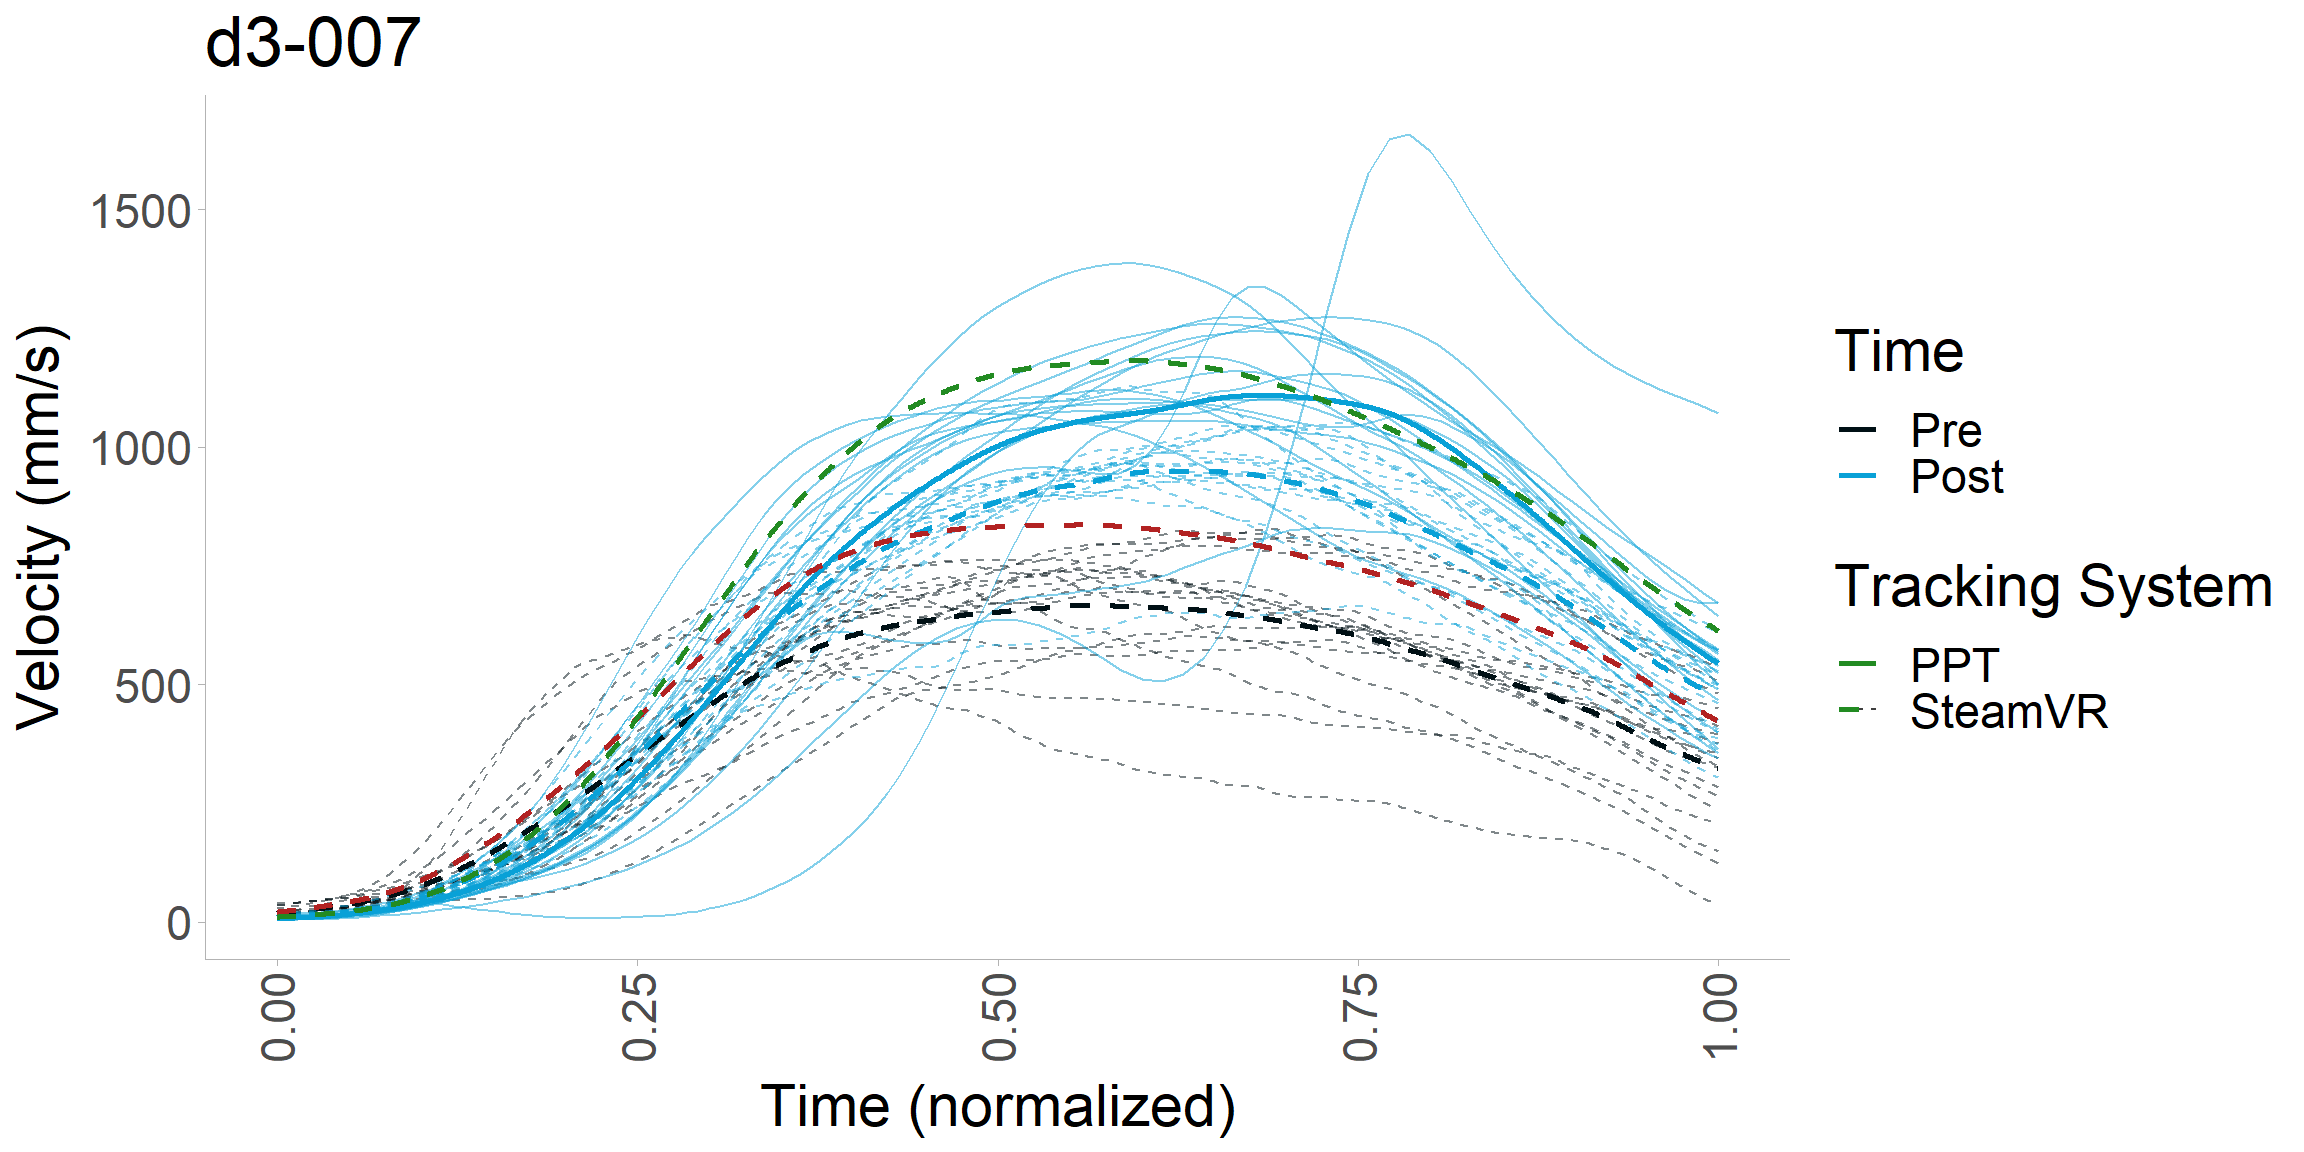 d3-007
Velocity (mm/s)
1500
1000
500
0
0.00
0.25
0.50
0.75
1.00
Time (normalized)
Time
Pre
Post
Tracking System
PPT
SteamVR